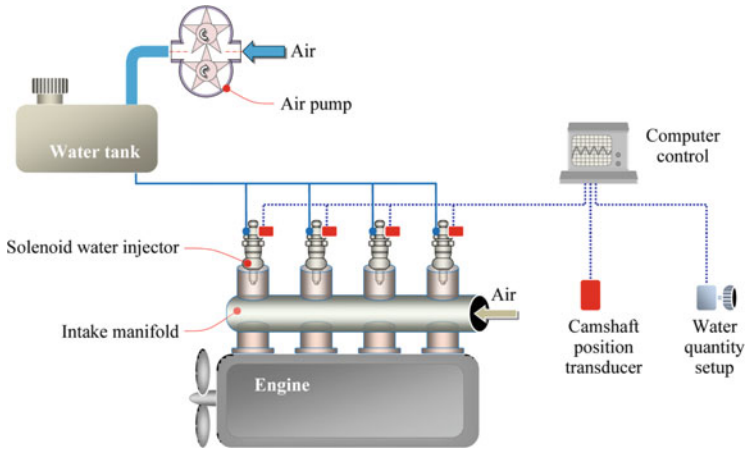 Air
Air pump
Water tank
Computer
control
Solenoid water injector
Air
Intake manifold
Camshaft
position
transducer
Water
quantity
setup
Engine